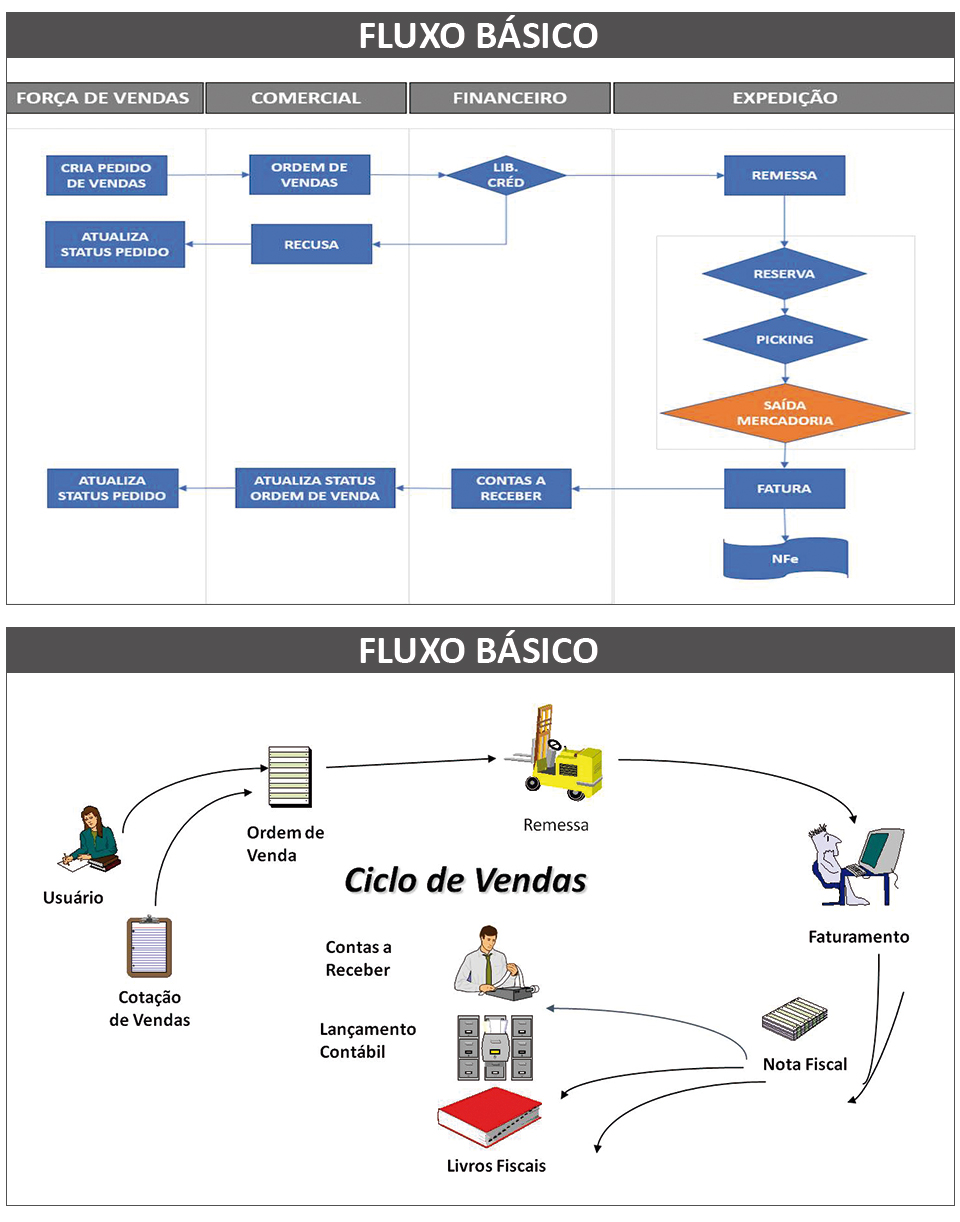 FLUXO BÁSICO
FORÇA DE VENDAS
COMERCIAL
FINANCEIRO
EXPEDIÇÃO
CRIA PEDIDO
DE VENDAS
ORDEM DE
VENDAS
LIB.
CRÉD
REMESSA
ATUALIZA
STATUS PEDIDO
RECUSA
RESERVA
PICKING
SAÍDA
MERCADORIA
ATUALIZA
STATUS PEDIDO
ATUALIZA STATUS
ORDEM DE VENDA
CONTAS A
RECEBER
FATURA
NFe
FLUXO BÁSICO
Ordem de
Venda
Remessa
Usuário
Ciclo de Vendas
Faturamento
Cotação
de Vendas
Contas a
Receber
Lançamento
Contábil
Nota Fiscal
Livros Fiscais